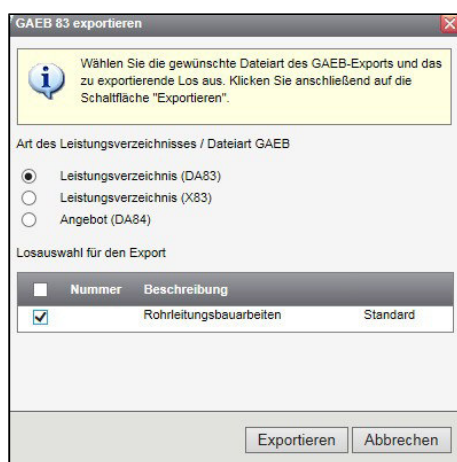 GAEB 83 exportieren
Wählen Sie die gewünschte Dateiart des GAEB-Exports und das
zu exportierende Los aus. Klicken Sie anschließend auf die
Schaltfläche "Exportieren".
Art des Leistungsverzeichnisses / Dateiart GAEB
Leistungsverzeichnis (DA83)
Leistungsverzeichnis (X83)
Angebot (DA84)
Losauswahl für den Export
Nummer Beschreibung
Rohrleitungsbauarbeiten Standard
Exportieren Abbrechen